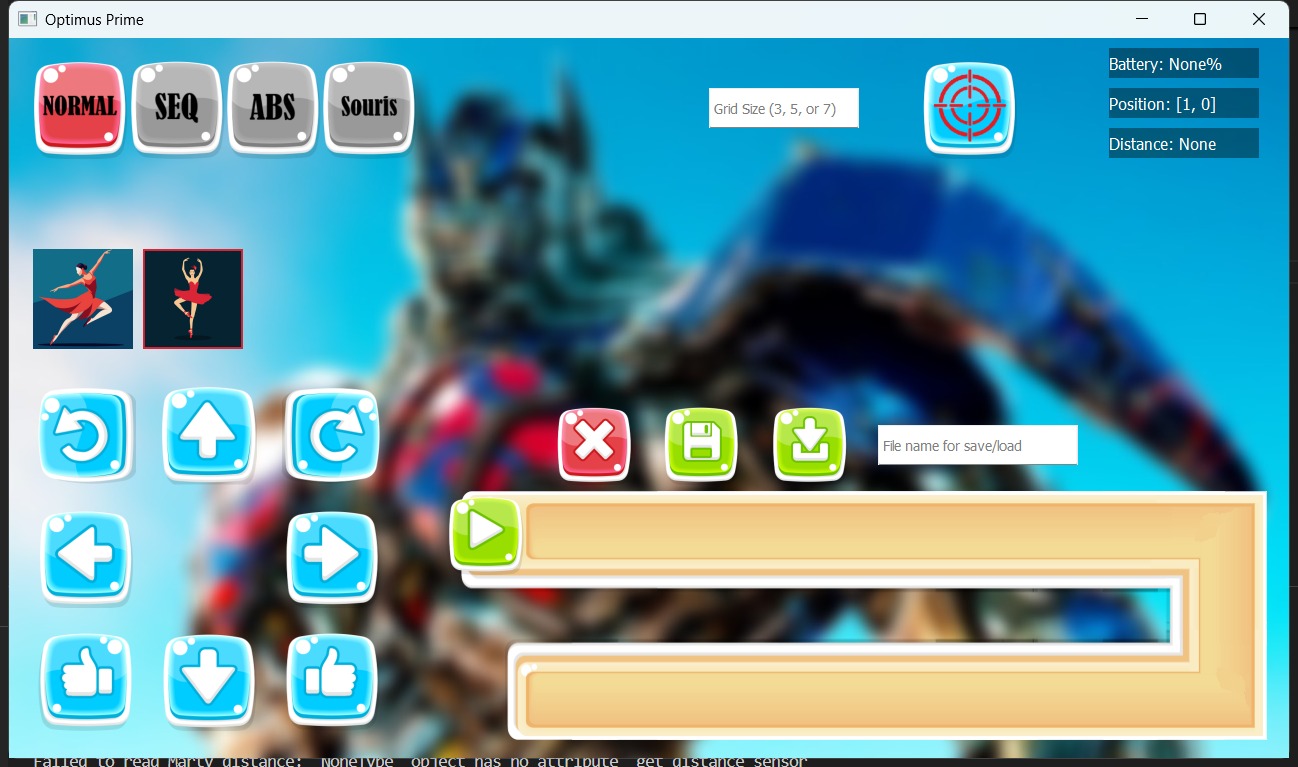 Optimus Prime
NORMAL
SEQ
ABS
Souris
Grid Size (3, 5, or 7)
Battery: None%
Position: [1, 0]
Distance: None
File name for save/load
Failed to read Marty distance: 'NoneType' object has no attribute 'get_distance_sensor'